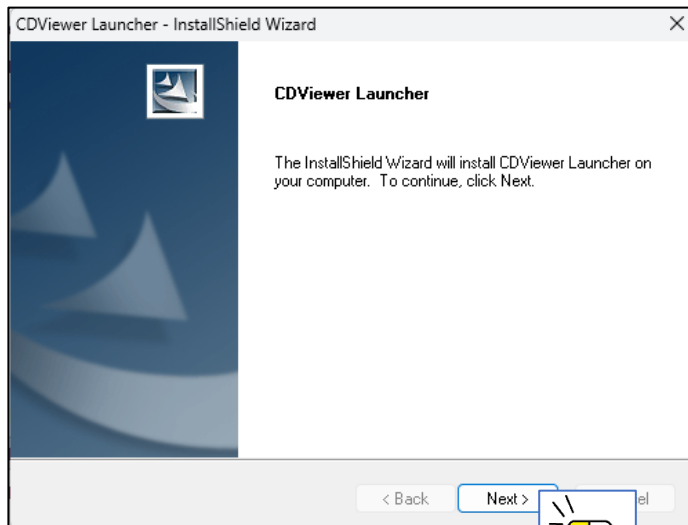 CDViewer Launcher - InstallShield Wizard
CDViewer Launcher
The InstallShield Wizard will install CDViewer Launcher on
your computer.  To continue, click Next.
< Back
Next >